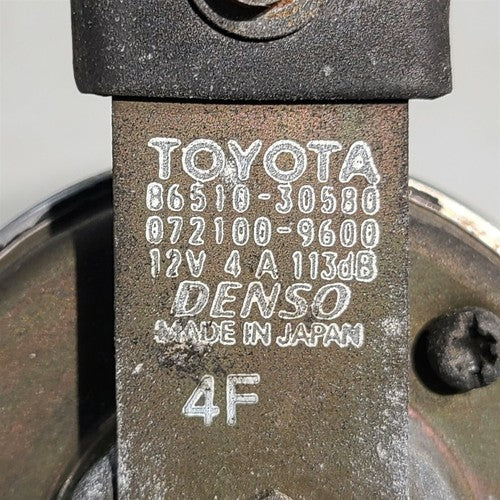 TOYOTA
86510-30580
072100-9600
12V 4 A 113dB
DENSO
MADE IN JAPAN
4F